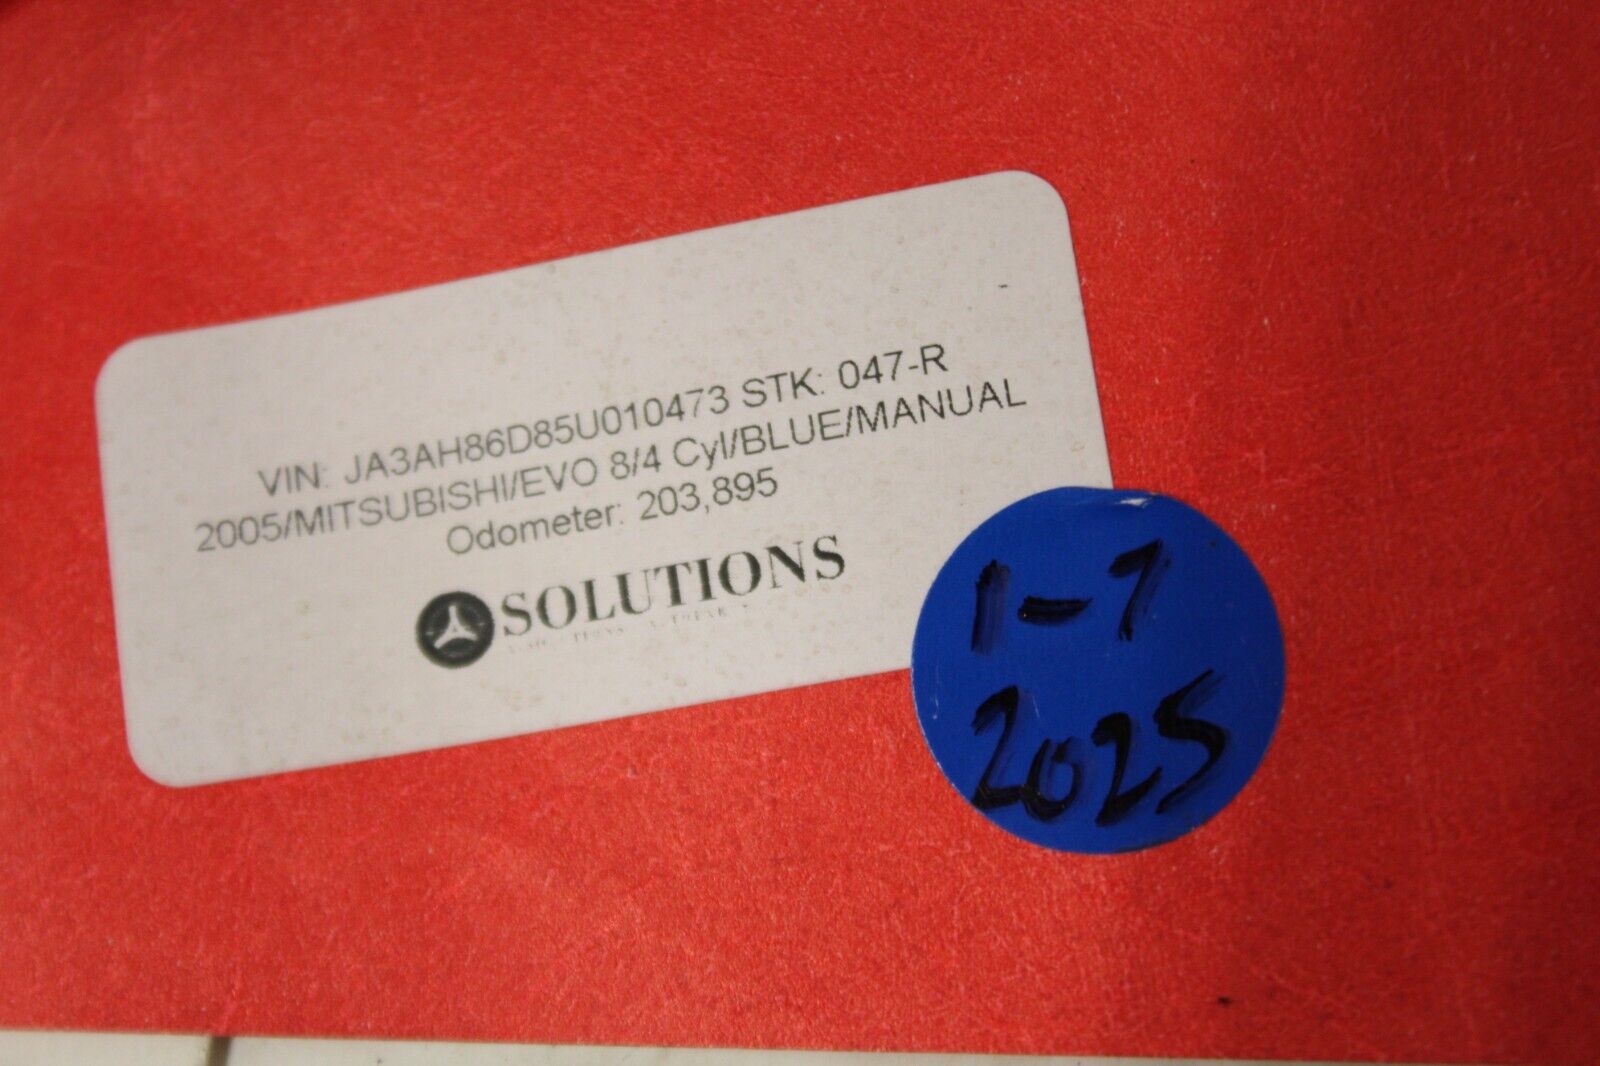 VIN: JA3AH86D85U010473 STK: 047-R
2005/MITSUBISHI/EVO 8/4 Cyl/BLUE/MANUAL
Odometer: 203,895
SOLUTIONS
1-7
2025